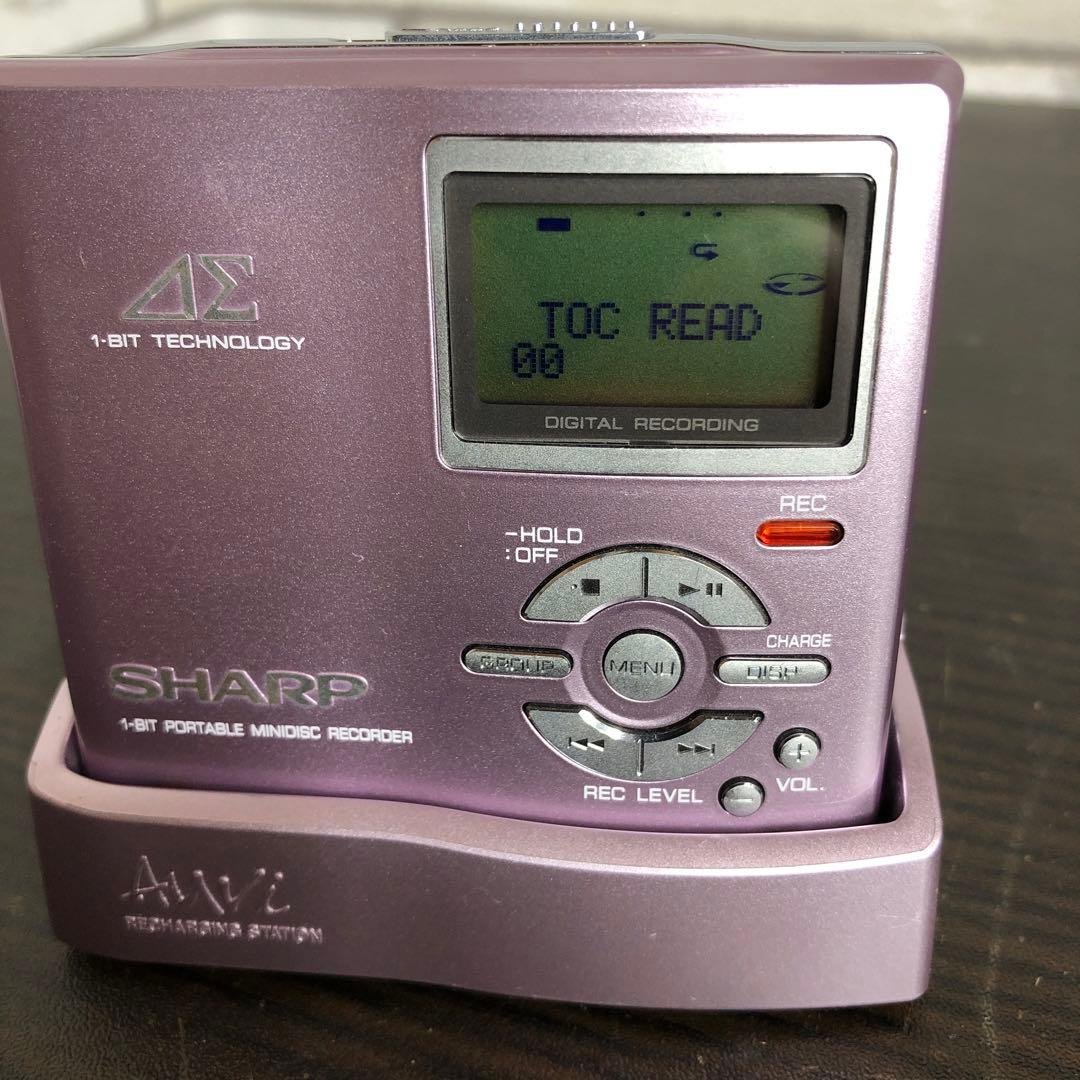 ΔΣ
1-BIT TECHNOLOGY
TOC READ
00
DIGITAL RECORDING
REC
-HOLD
:OFF
GROUP
MENU
CHARGE
DISP
SHARP
1-BIT PORTABLE MINIDISC RECORDER
REC LEVEL
+
VOL.
-
Auvi
RECHARGING STATION